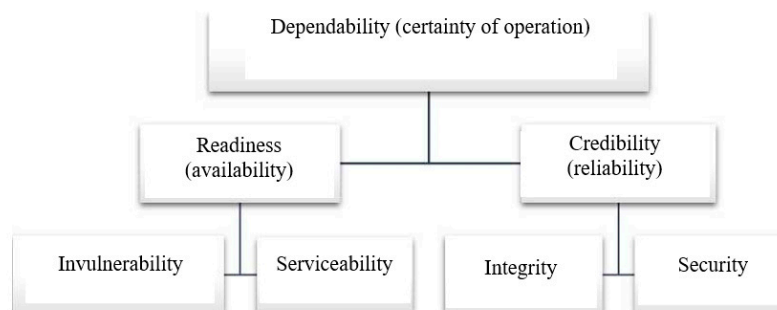 Dependability (certainty of operation)
Readiness
(availability)
Credibility
(reliability)
Invulnerability
Serviceability
Integrity
Security